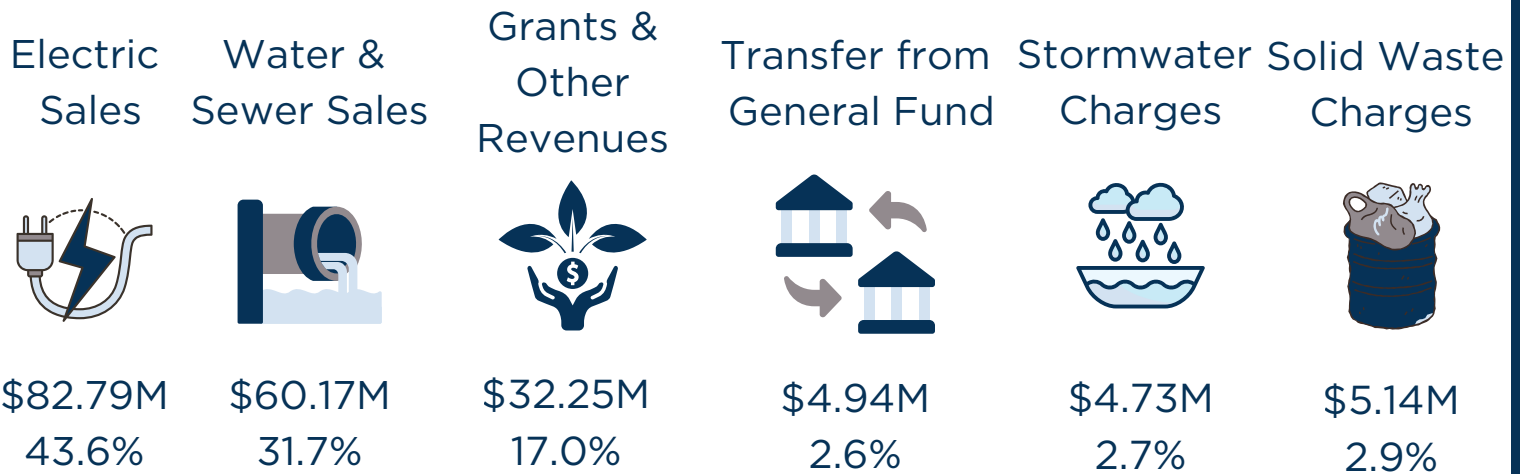 Electric
Sales
$82.79M
43.6%
Water &
Sewer Sales
$60.17M
31.7%
Grants &
Other
Revenues
$
$32.25M
17.0%
Transfer from
General Fund
$4.94M
2.6%
Stormwater
Charges
$4.73M
2.7%
Solid Waste
Charges
$5.14M
2.9%